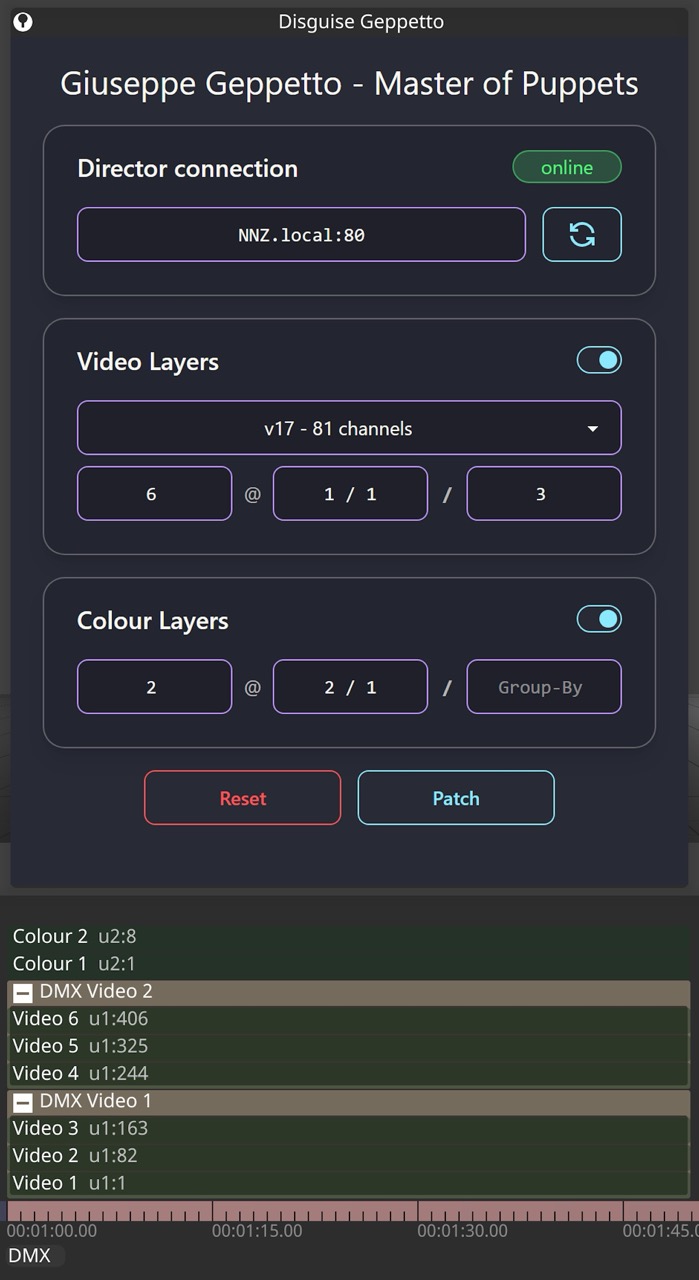 Disguise Geppetto
Giuseppe Geppetto - Master of Puppets
Director connection
online
NNZ.local:80
Video Layers
v17 - 81 channels
6 @ 1 / 1 / 3
Colour Layers
2 @ 2 / 1 / Group-By
Reset Patch
Colour 2 u2:8
Colour 1 u2:1
DMX Video 2
Video 6 u1:406
Video 5 u1:325
Video 4 u1:244
DMX Video 1
Video 3 u1:163
Video 2 u1:82
Video 1 u1:1
00:01:00.00 00:01:15.00 00:01:30.00 00:01:45.0
DMX